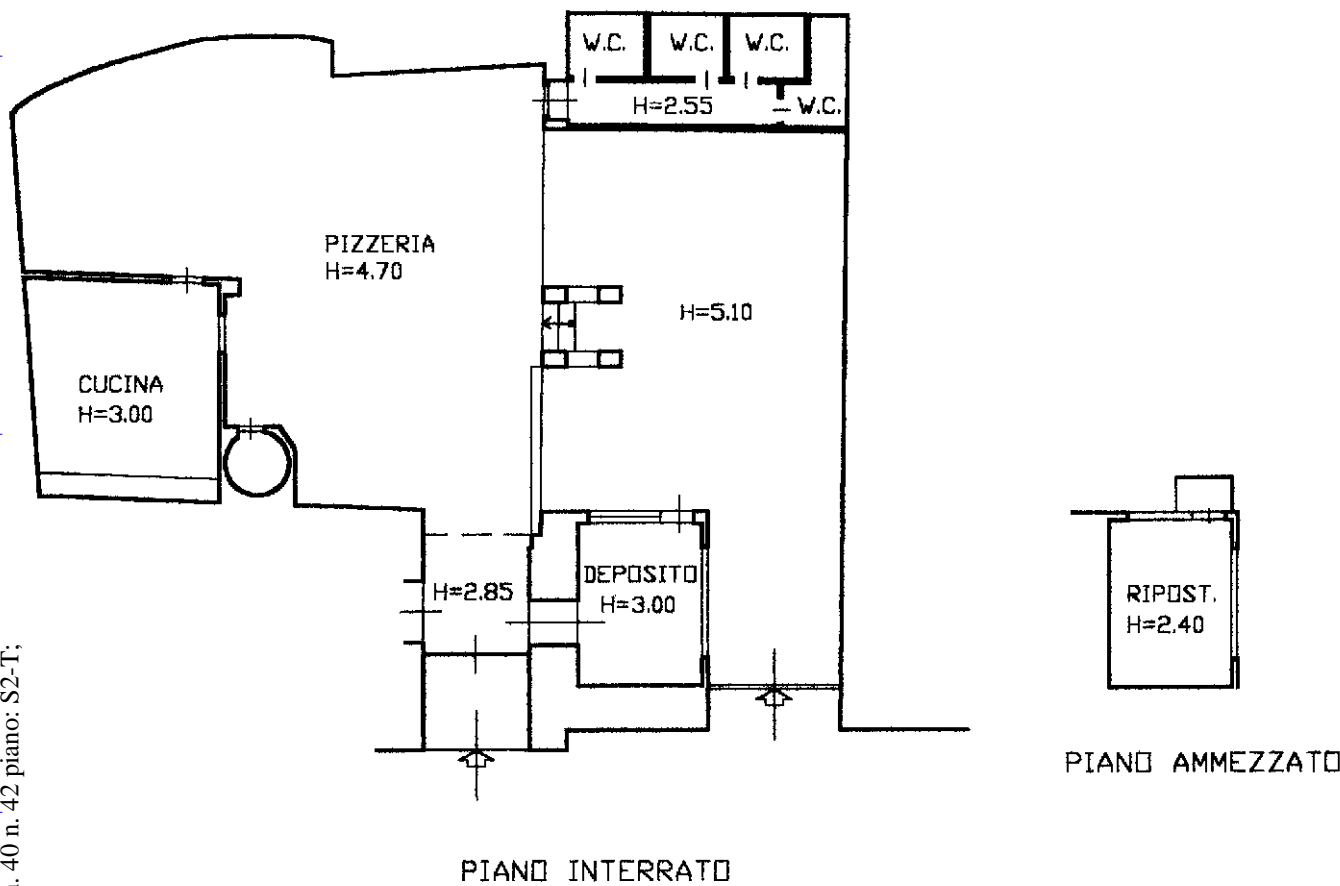 W.C.
W.C.
W.C.
H=2.55
W.C.
PIZZERIA
H=4.70
H=5.10
CUCINA
H=3.00
H=2.85
DEPOSITO
H=3.00
RIPOST.
H=2.40
PIANO AMMEZZATO
PIANO INTERRATO
n. 40 n. 42 piano: S2-T;